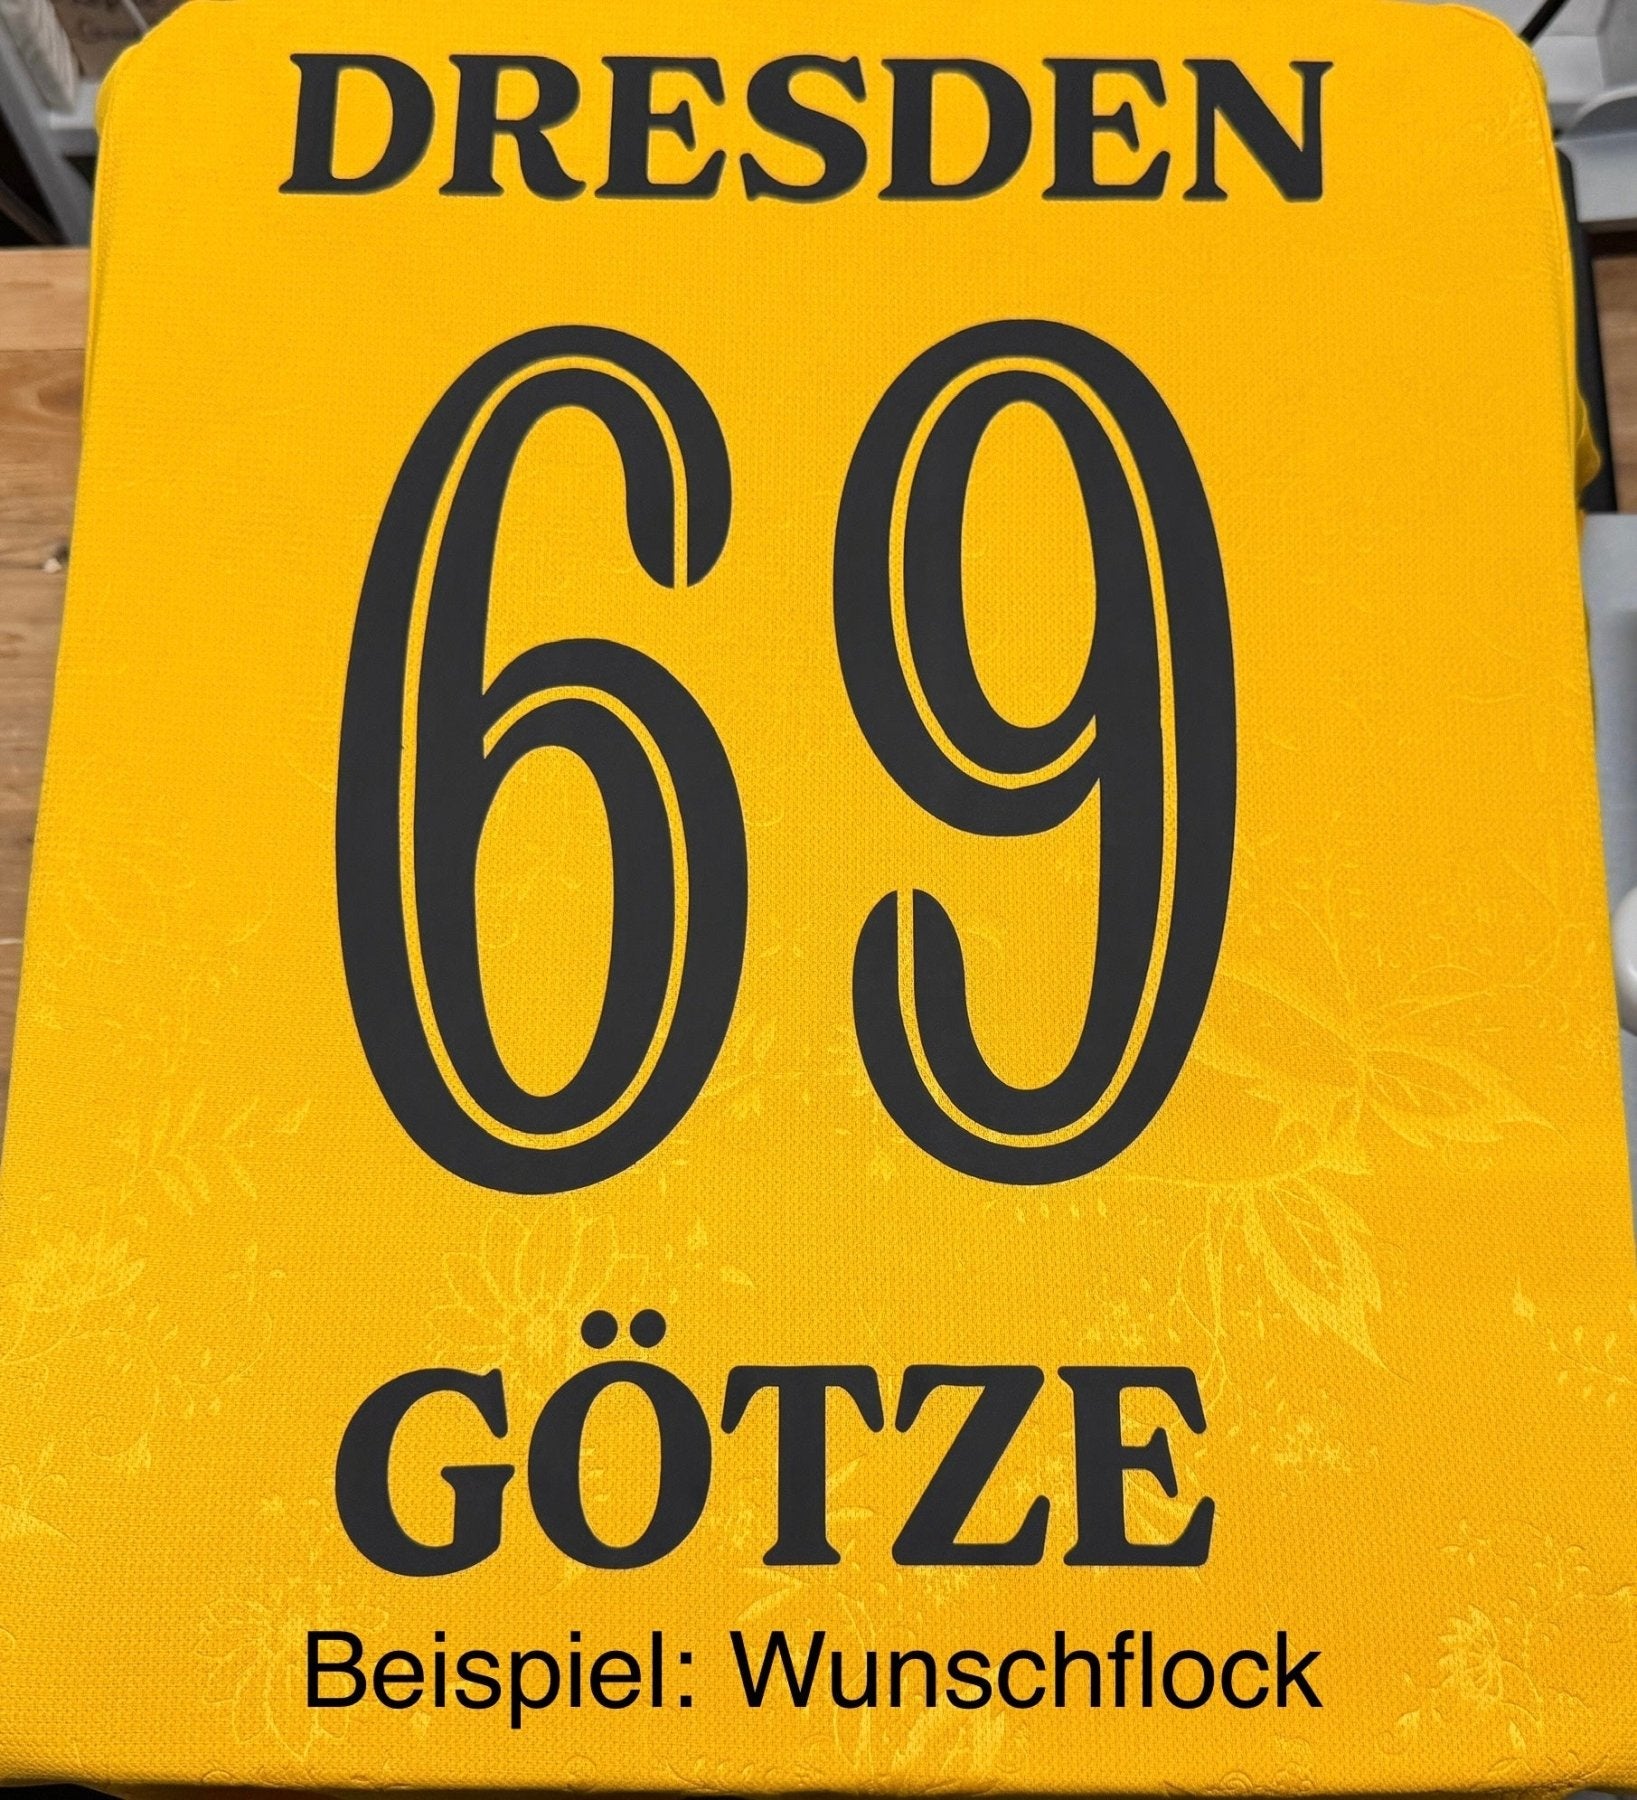 DRESDEN
69
GÖTZE
Beispiel: Wunschflock